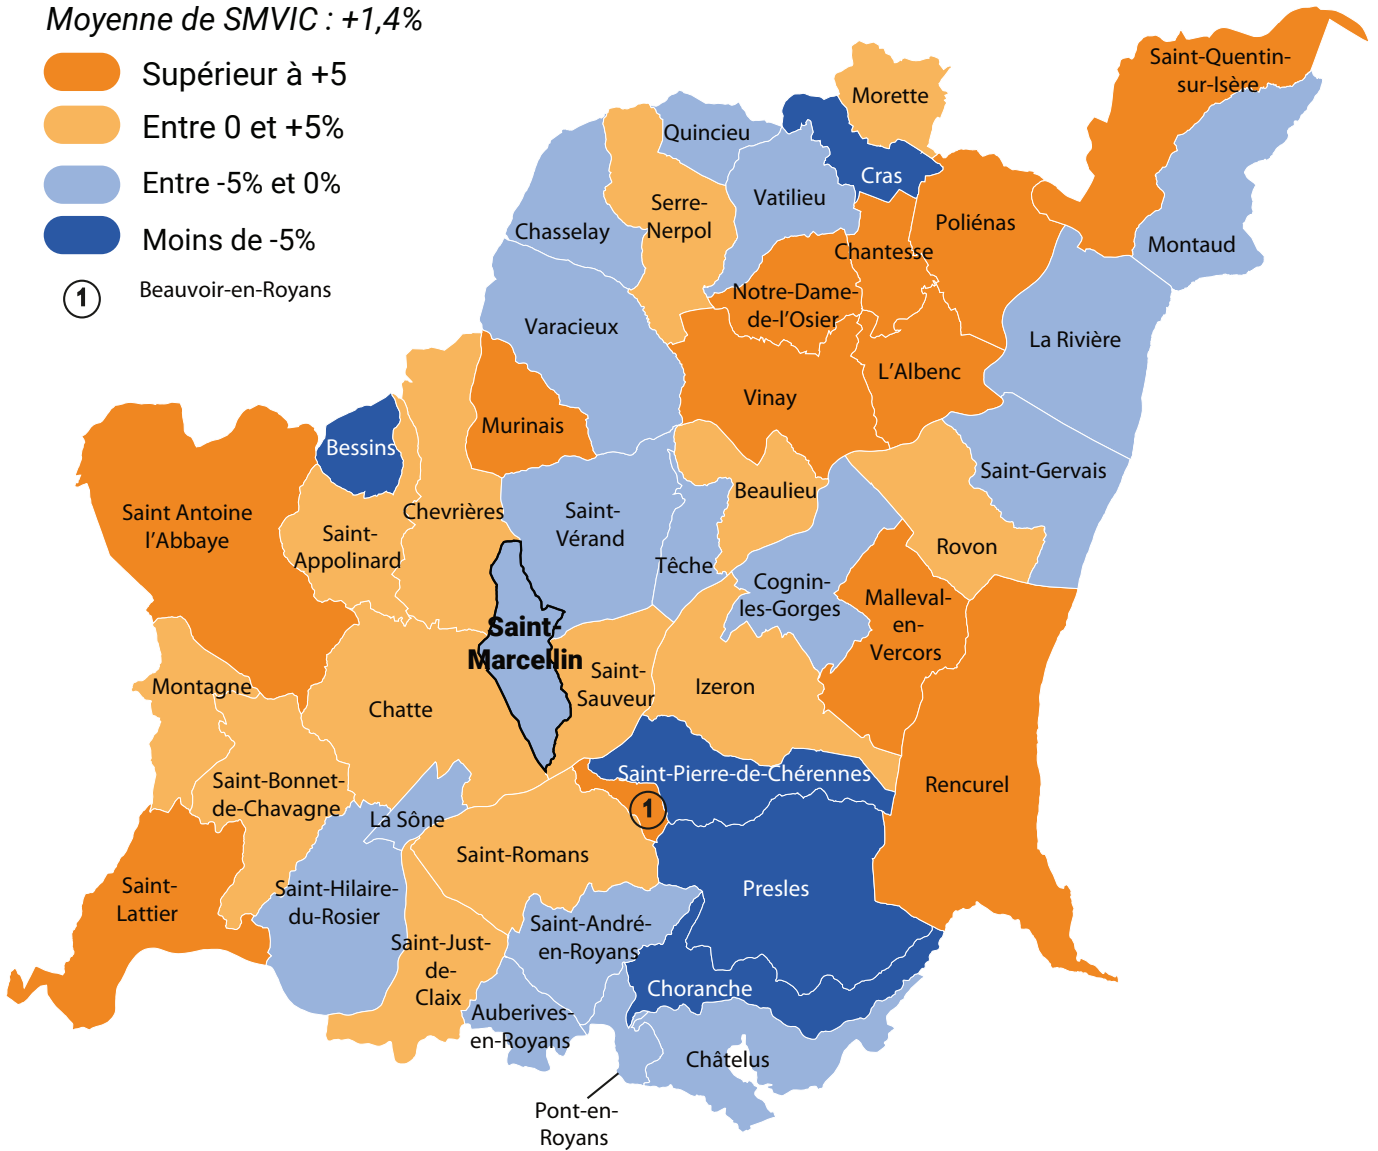 Moyenne de SMVIC : +1,4%
Supérieur à +5
Entre 0 et +5%
Entre -5% et 0%
Moins de -5%
1 Beauvoir-en-Royans
Saint-Quentin-
sur-Isère
Morette
Quincieu
Cras
Vatilieu
Serre-
Nerpol
Chasselay
Poliénas
Chantesse
Montaud
Notre-Dame-
de-l'Osier
Varacieux
La Rivière
L'Albenc
Vinay
Murinais
Bessins
Saint-Gervais
Beaulieu
Chevrières
Saint Antoine
l'Abbaye
Saint-
Vérand
Saint-
Appolinard
Rovon
Têche
Cognin-
les-Gorges
Malleval-
en-
Vercors
Saint-
Marcellin
Saint-
Sauveur
Izeron
Montagne
Chatte
Saint-Pierre-de-Chérennes
Rencurel
Saint-Bonnet-
de-Chavagne
1
La Sône
Saint-Romans
Saint-
Lattier
Saint-Hilaire-
du-Rosier
Presles
Saint-André-
en-Royans
Saint-Just-
de-
Claix
Choranche
Auberives-
en-Royans
Châtelus
Pont-en-
Royans